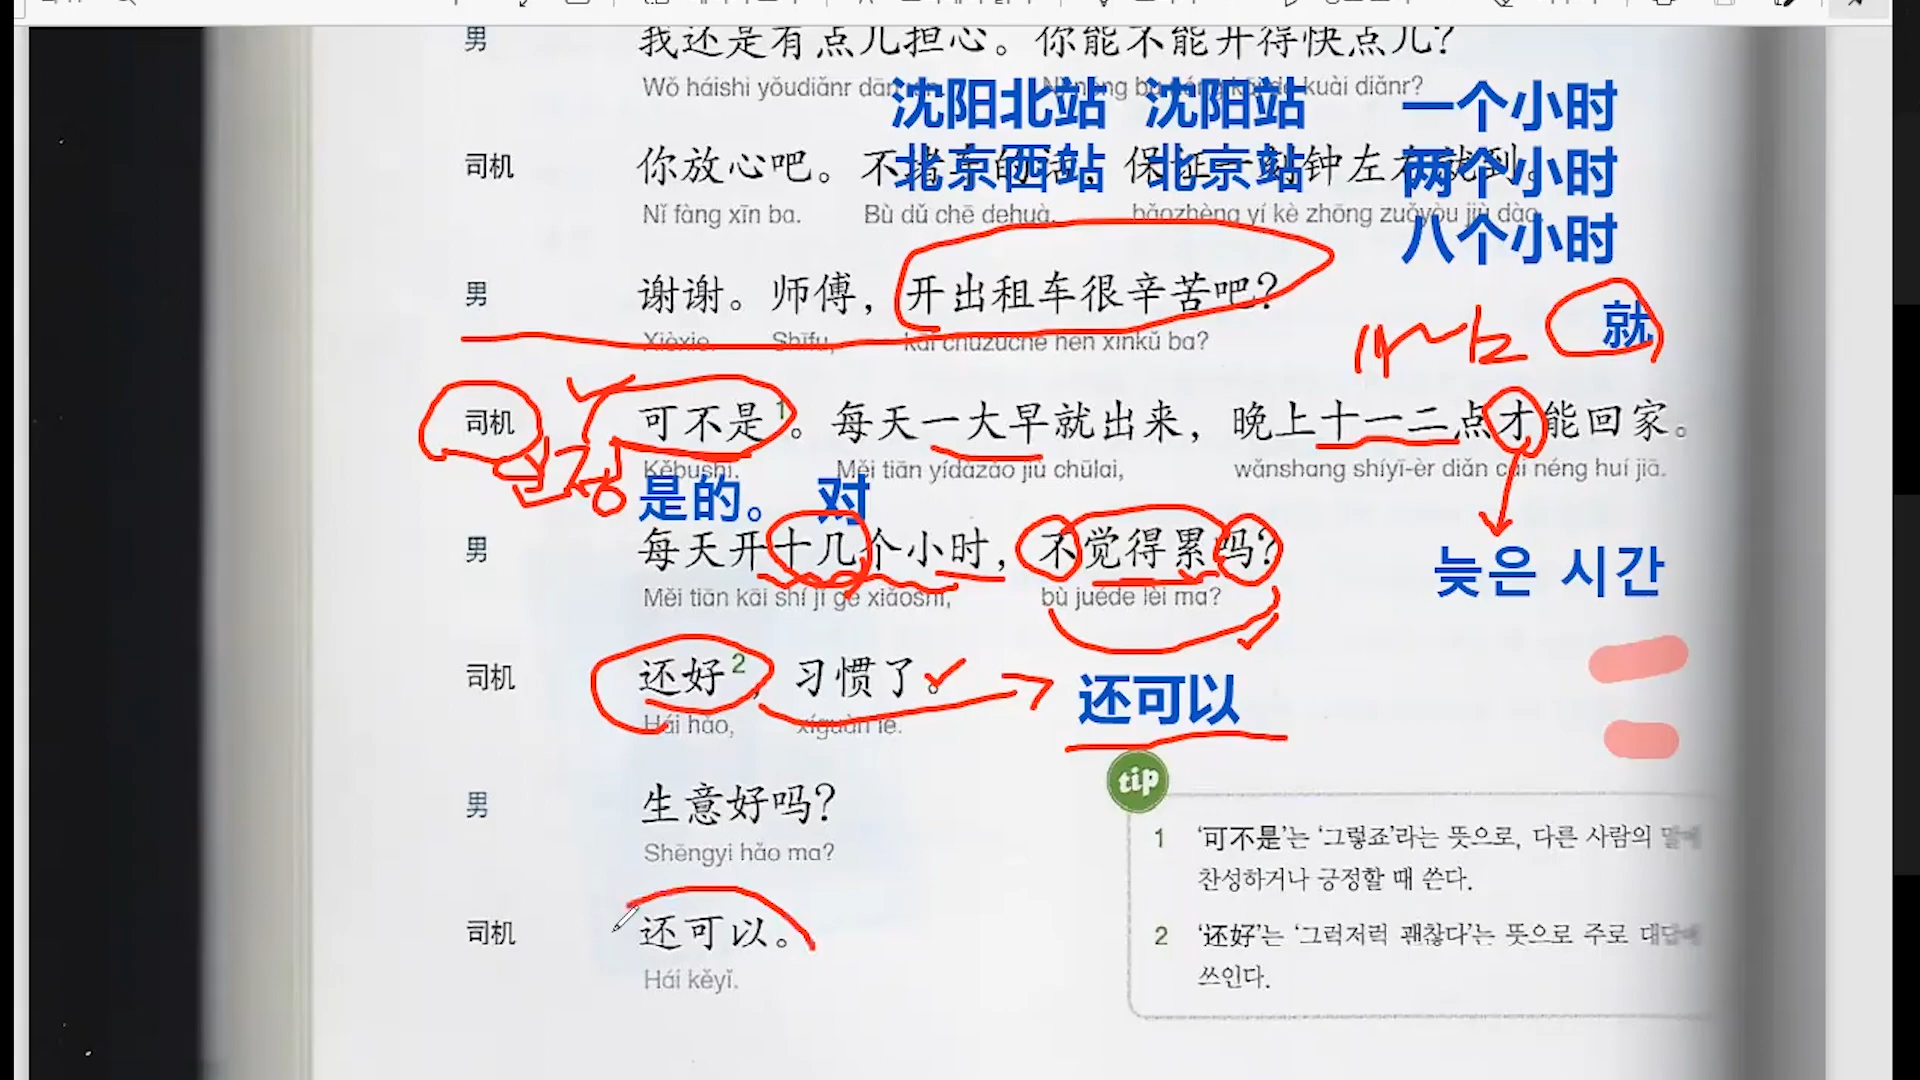 男 我还是有点儿担心。你能不能开得快点儿?
Wǒ háishi yǒudiǎnr kuài diǎnr?
沈阳北站 沈阳站 一个小时
司机 你放心吧。不 的 保证一 钟左右就到。
北京西站 北京站 两个小时
Nǐ fàng xīn ba. Bù dǔ chē dehuà, bǎozhèng yí kè zhōng zuǒyòu jiù dào.
八个小时
男 谢谢。师傅，开出租车很辛苦吧?
Xièxie. Shīfu, kāi chūzūchē hěn xīnkǔ ba?
就
司机 可不是1。每天一大早就出来，晚上十一二点才能回家。
Kěbushì. Měi tiān yídàzǎo jiù chūlai, wǎnshang shíyī-èr diǎn cái néng huí jiā.
긍정
是的。 对
男 每天开十几个小时，不觉得累吗?
늦은 시간
Měi tiān kāi shí jǐ ge xiǎoshí, bù juéde lèi ma?
司机 还好2，习惯了。
还可以
Hái hǎo, xíguàn le.
男 生意好吗?
Shēngyi hǎo ma?
司机 还可以。
Hái kěyǐ.
tip
1 '可不是'는 '그렇죠'라는 뜻으로, 다른 사람의 말에
찬성하거나 긍정할 때 쓴다.
2 '还好'는 '그럭저럭 괜찮다'는 뜻으로 주로 대답에
쓰인다.